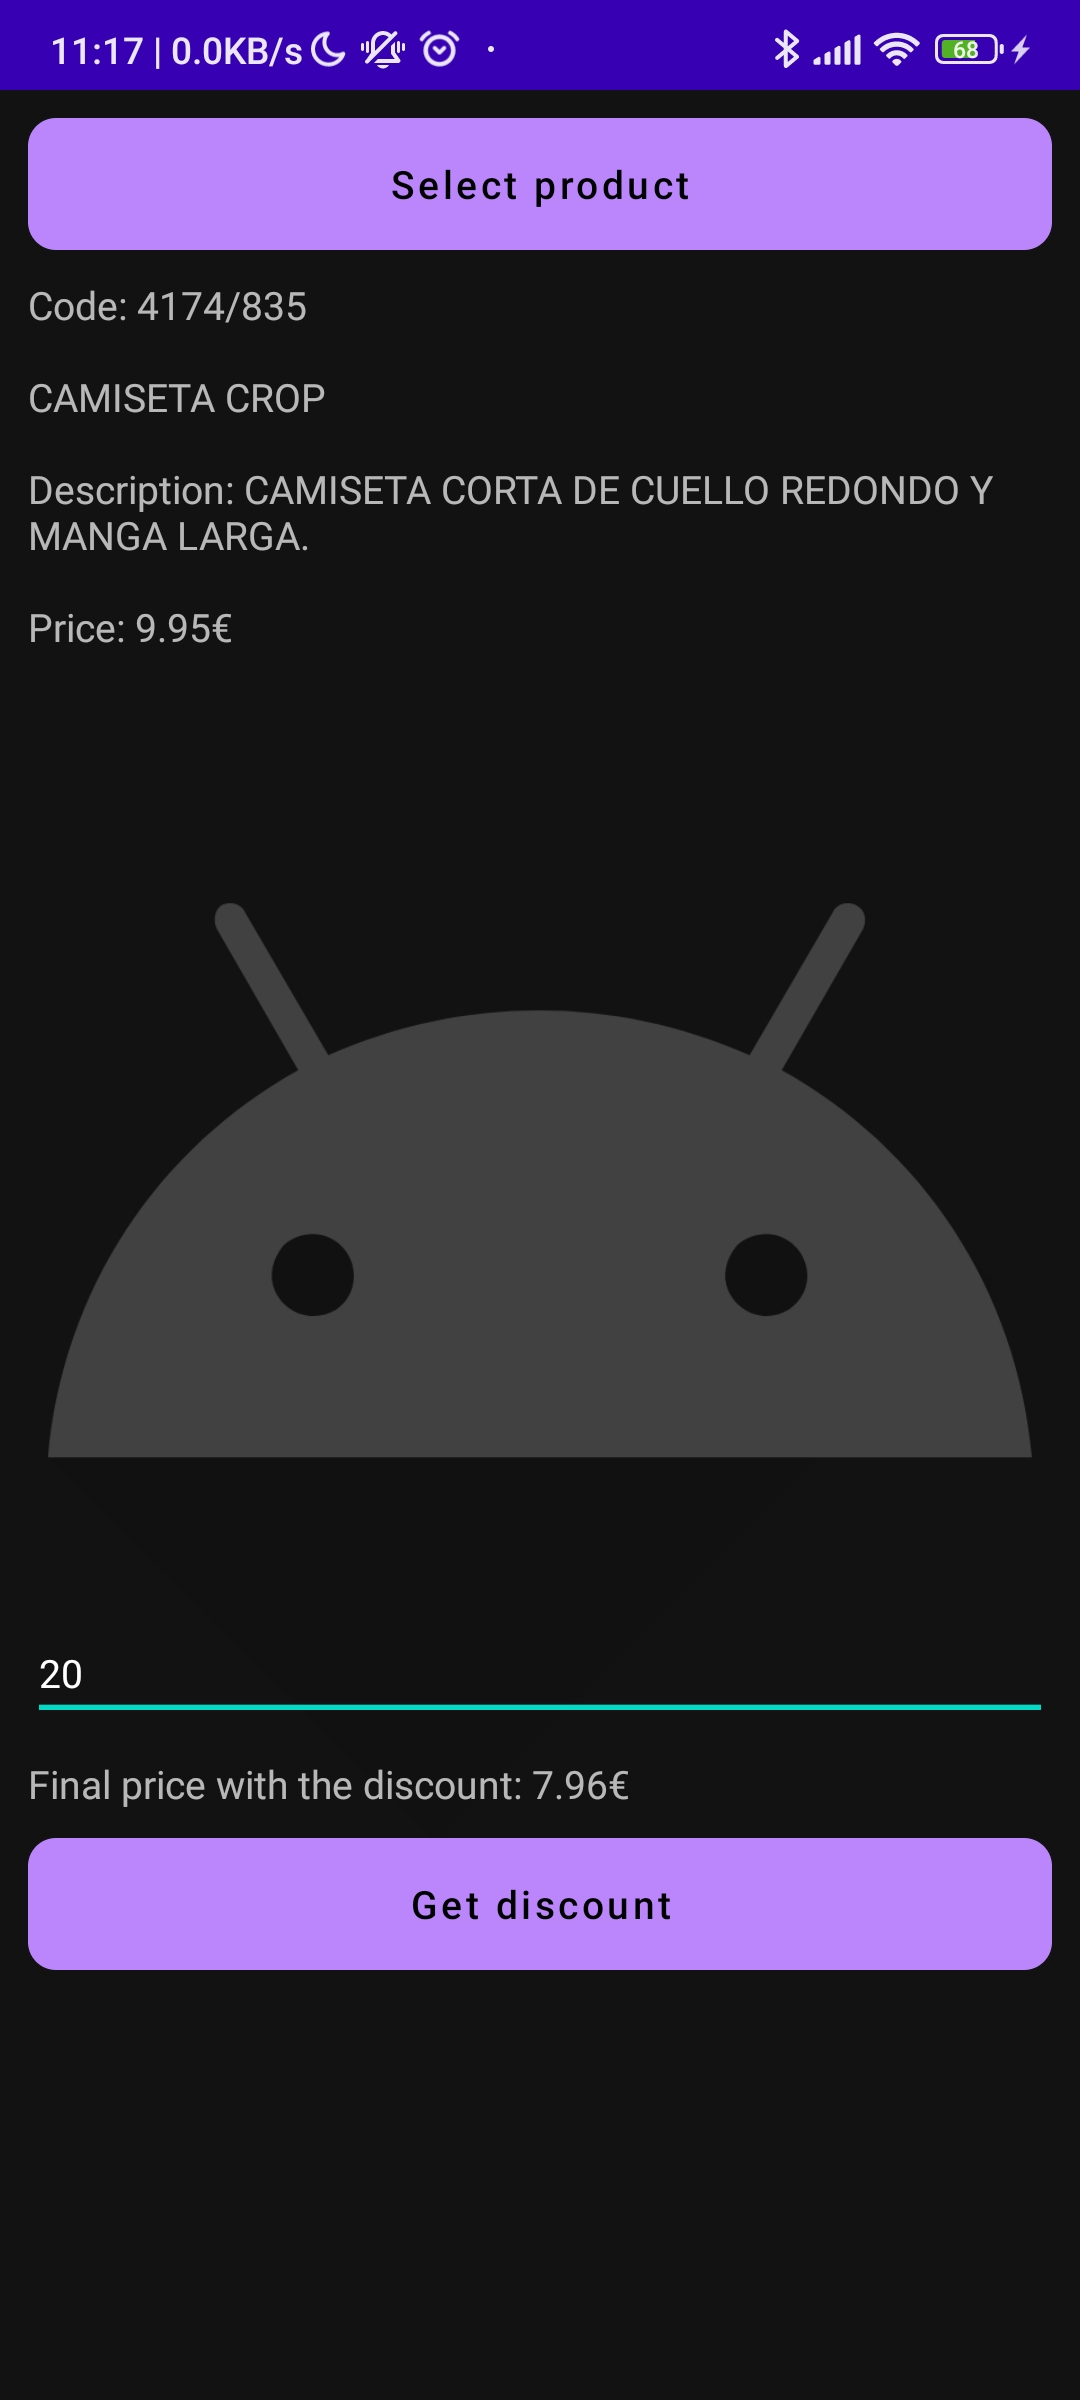 11:17 | 0.0KB/s 68
Select product
Code: 4174/835
CAMISETA CROP
Description: CAMISETA CORTA DE CUELLO REDONDO Y
MANGA LARGA.
Price: 9.95€
20
Final price with the discount: 7.96€
Get discount